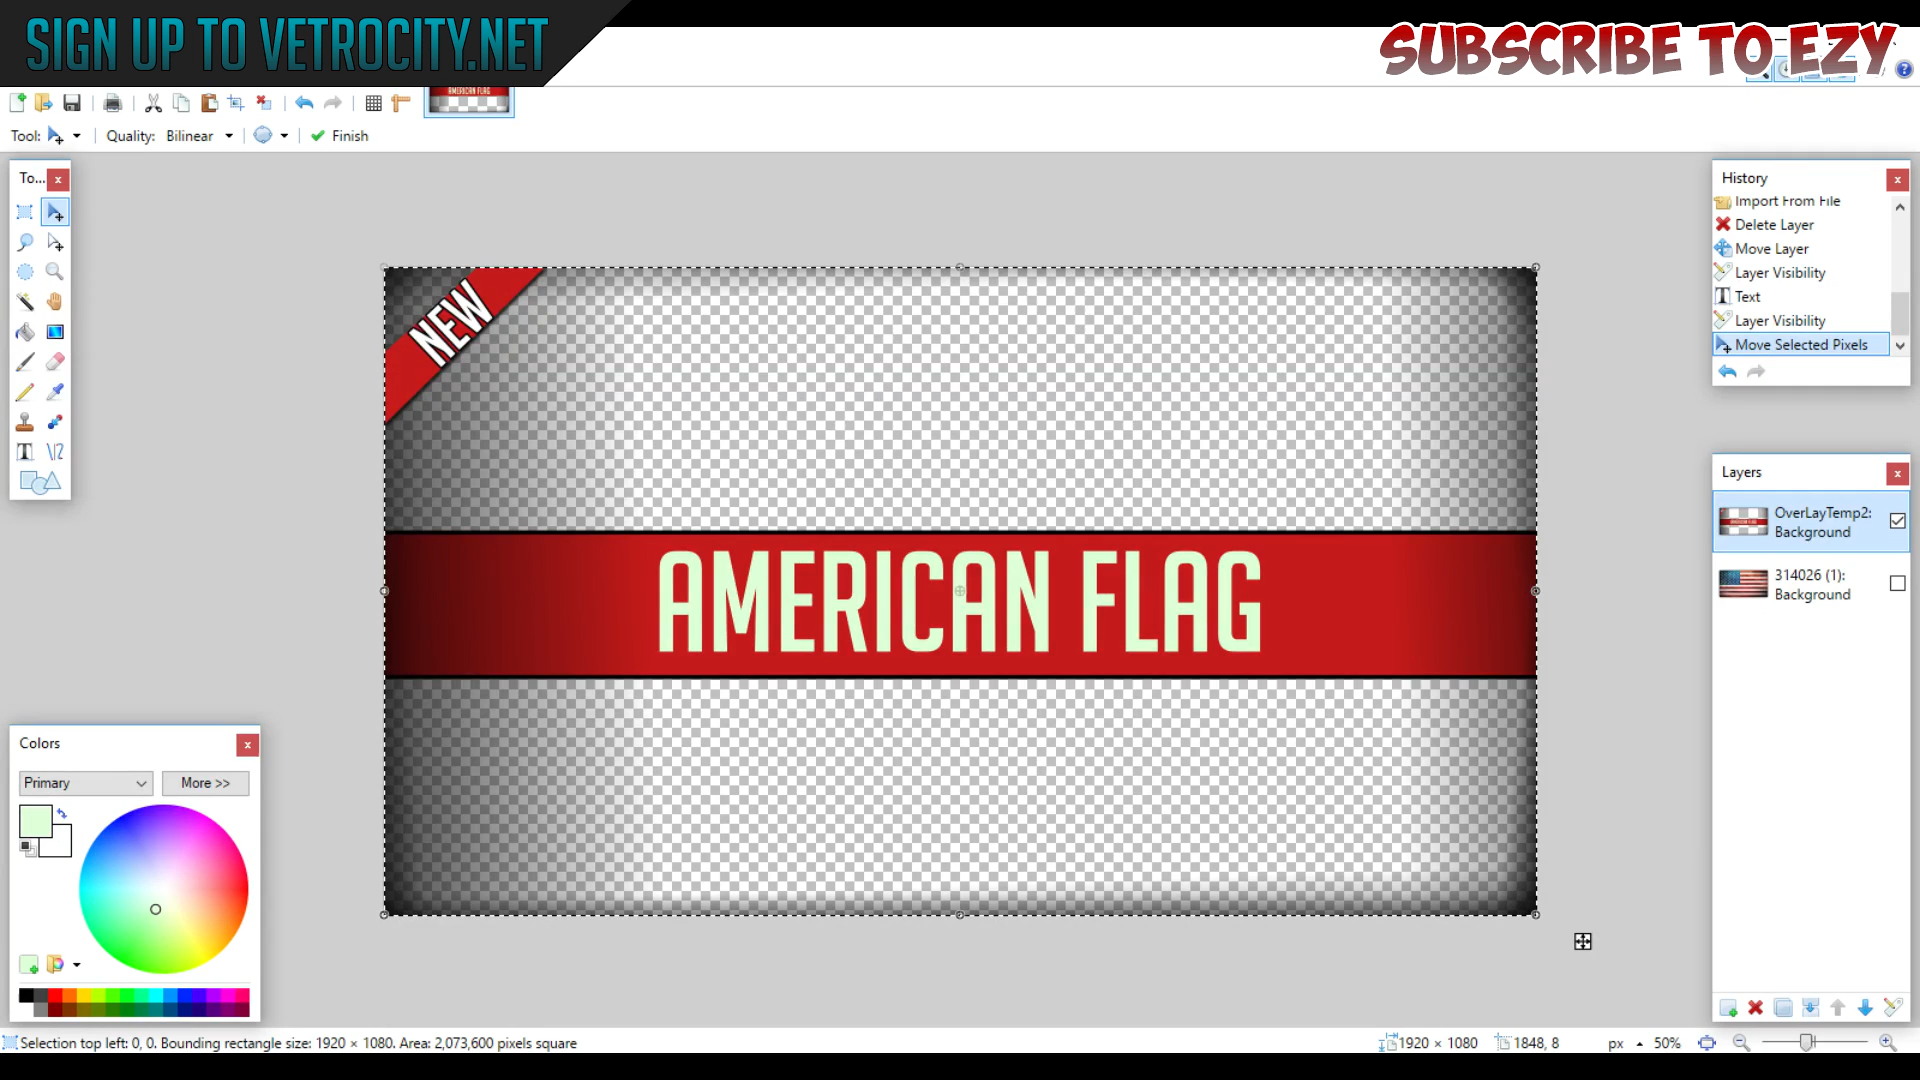 SIGN UP TO VETROCITY.NET
SUBSCRIBE TO EZY
AMERICAN FLAG
Tool:
Quality: Bilinear
Finish
To...
History
Import From File
Delete Layer
Move Layer
Layer Visibility
Text
Layer Visibility
Move Selected Pixels
NEW
AMERICAN FLAG
Layers
OverLayTemp2:
Background
314026 (1):
Background
Colors
Primary
More >>
Selection top left: 0, 0. Bounding rectangle size: 1920 × 1080. Area: 2,073,600 pixels square
1920 × 1080
1848, 8
px
50%